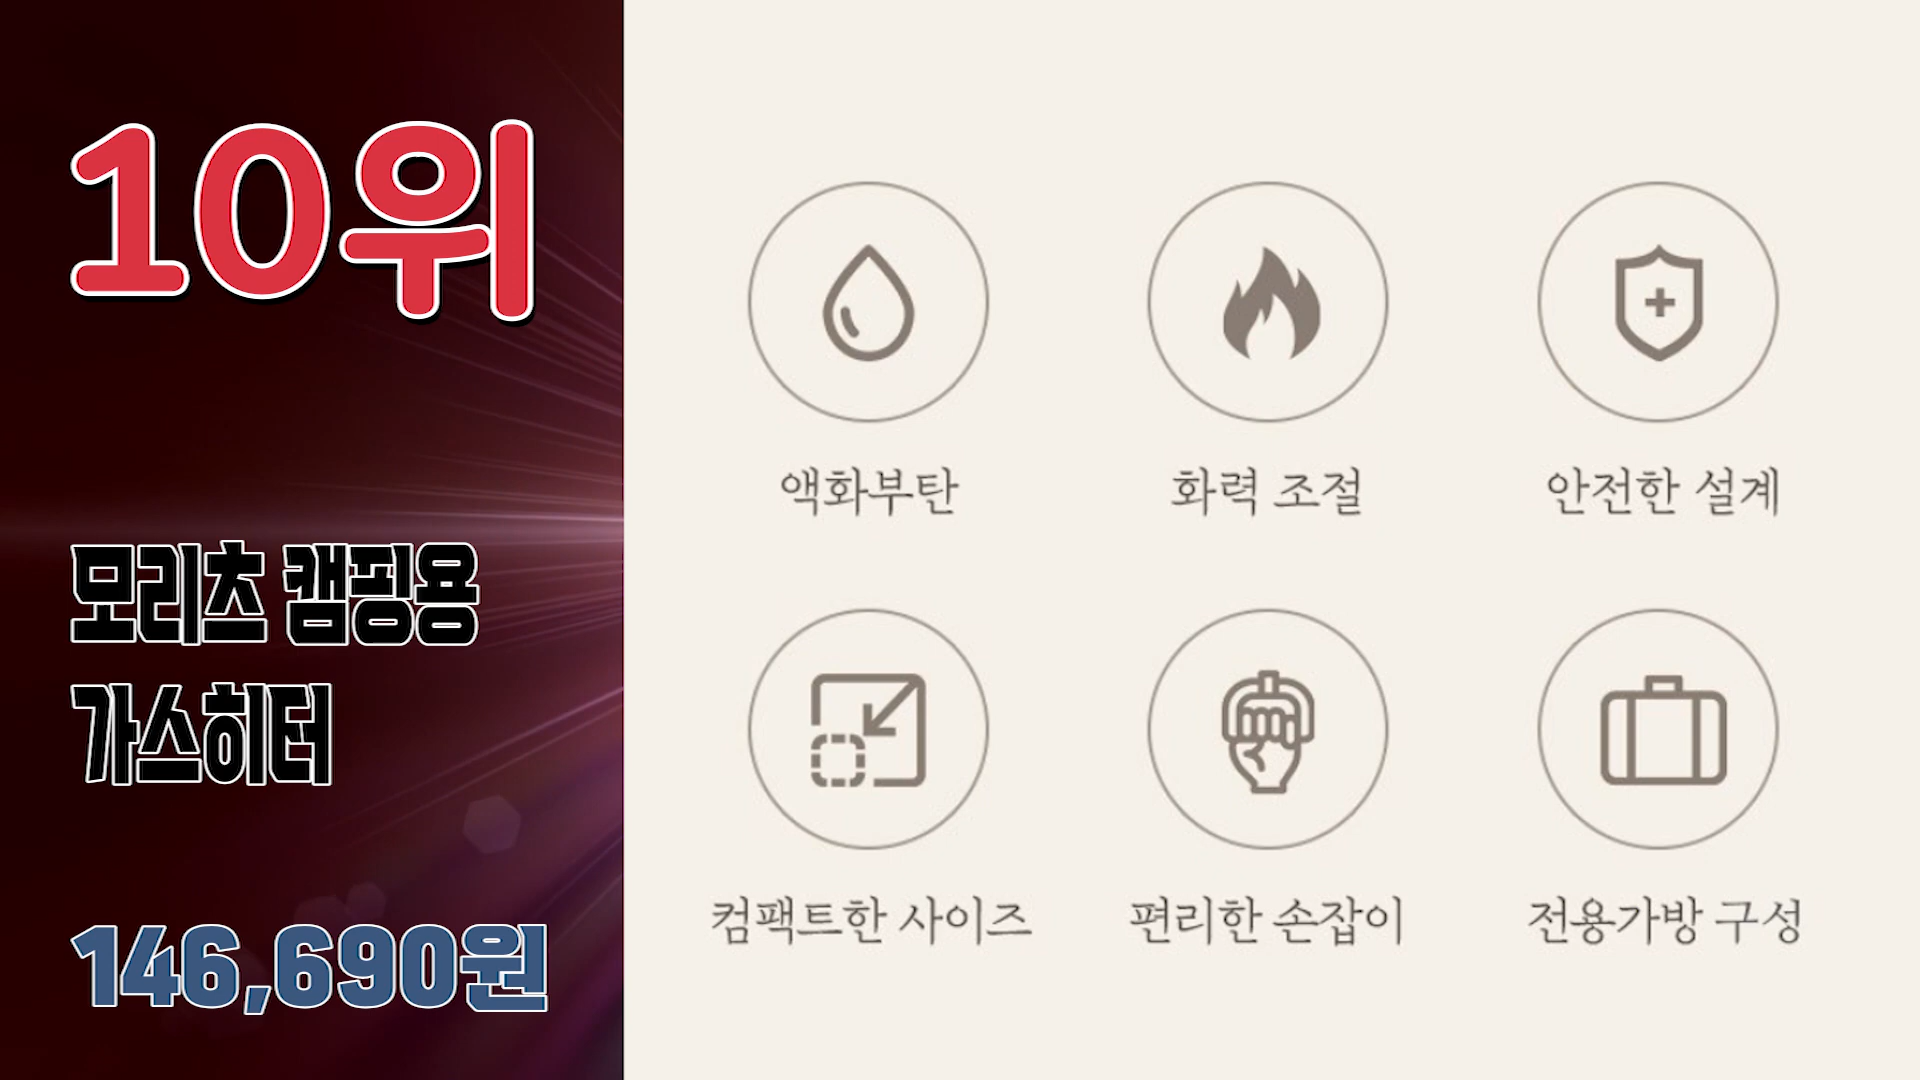 10위
모리츠 캠핑용
가스히터
146,690원
액화부탄
화력 조절
안전한 설계
컴팩트한 사이즈
편리한 손잡이
전용가방 구성